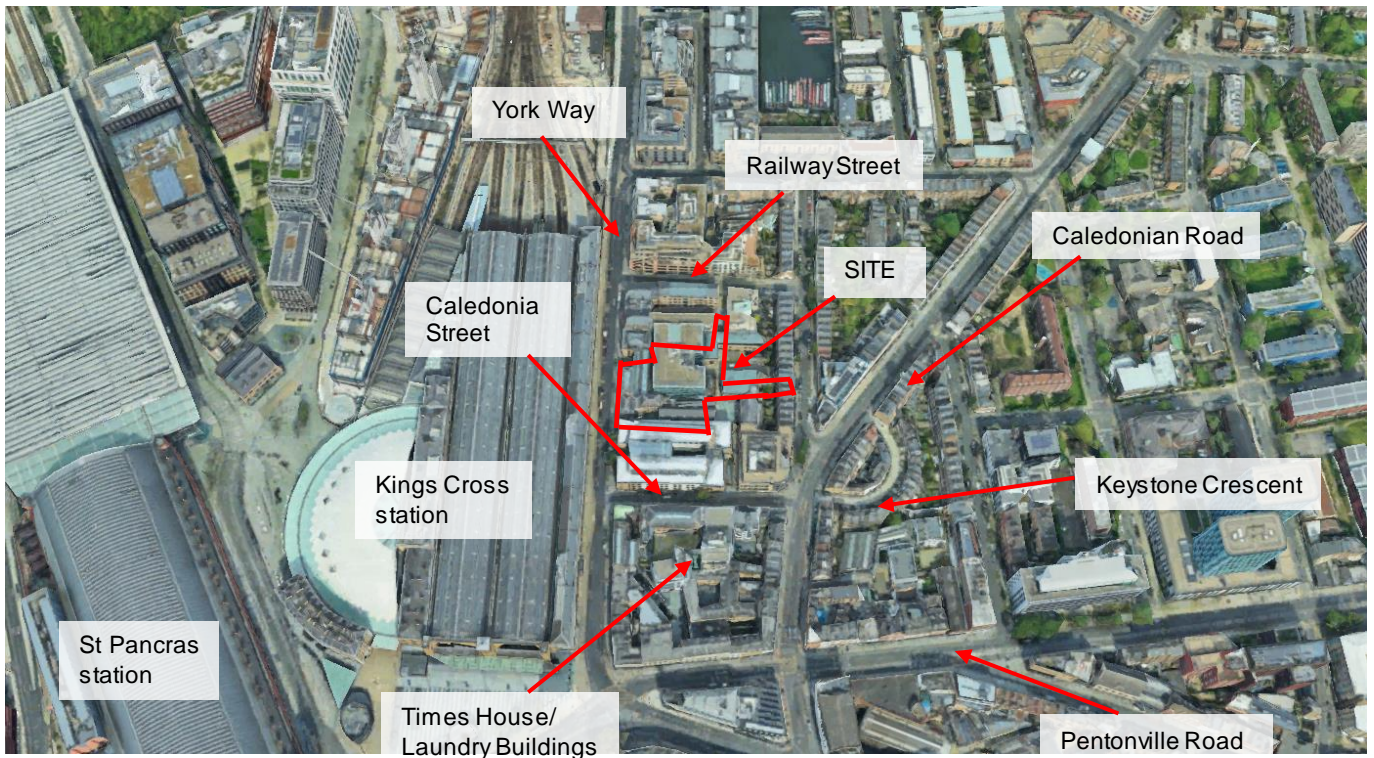 York Way
Railway Street
Caledonian Road
SITE
Caledonia
Street
Kings Cross
station
Keystone Crescent
St Pancras
station
Times House/
Laundry Buildings
Pentonville Road